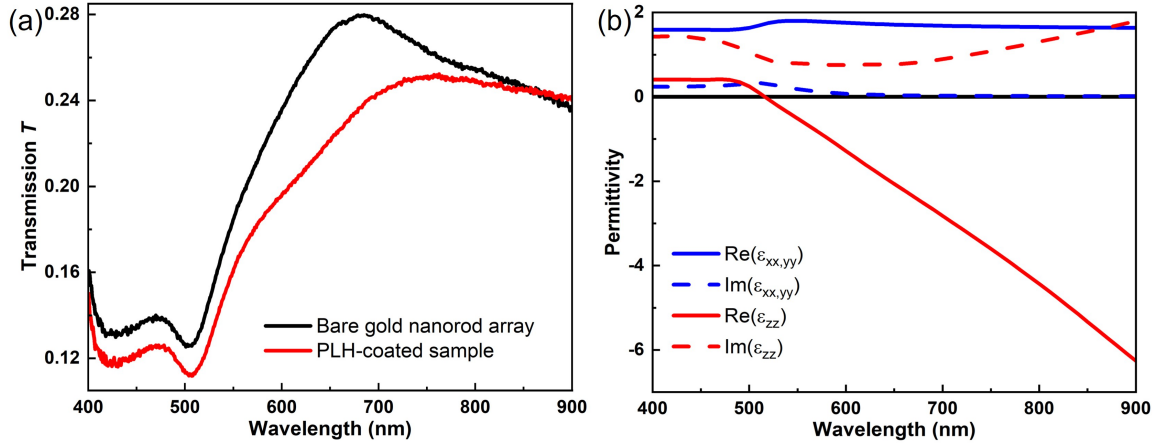 (a)
0.28
0.24
0.20
0.16
0.12
Transmission T
Bare gold nanorod array
PLH-coated sample
400 500 600 700 800 900
Wavelength (nm)
(b)
2
0
-2
-4
-6
Permittivity
Re(εxx,yy)
Im(εxx,yy)
Re(εzz)
Im(εzz)
400 500 600 700 800 900
Wavelength (nm)